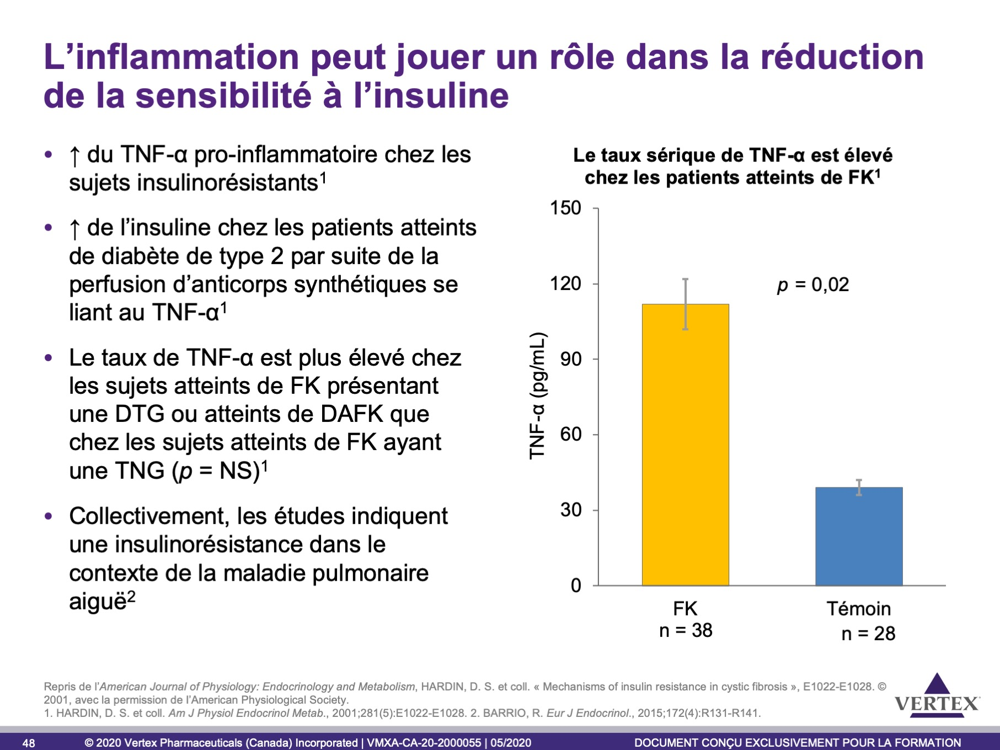 L’inflammation peut jouer un rôle dans la réduction
de la sensibilité à l’insuline
• ↑ du TNF-α pro-inflammatoire chez les
sujets insulinorésistants1
• ↑ de l’insuline chez les patients atteints
de diabète de type 2 par suite de la
perfusion d’anticorps synthétiques se
liant au TNF-α1
• Le taux de TNF-α est plus élevé chez
les sujets atteints de FK présentant
une DTG ou atteints de DAFK que
chez les sujets atteints de FK ayant
une TNG (p = NS)1
• Collectivement, les études indiquent
une insulinorésistance dans le
contexte de la maladie pulmonaire
aiguë2
Le taux sérique de TNF-α est élevé
chez les patients atteints de FK1
150
120
90
60
30
0
TNF-α (pg/mL)
p = 0,02
FK
n = 38
Témoin
n = 28
Repris de l’American Journal of Physiology: Endocrinology and Metabolism, HARDIN, D. S. et coll. « Mechanisms of insulin resistance in cystic fibrosis », E1022-E1028. ©
2001, avec la permission de l’American Physiological Society.
1. HARDIN, D. S. et coll. Am J Physiol Endocrinol Metab., 2001;281(5):E1022-E1028. 2. BARRIO, R. Eur J Endocrinol., 2015;172(4):R131-R141.
VERTEX
48
© 2020 Vertex Pharmaceuticals (Canada) Incorporated | VMXA-CA-20-2000055 | 05/2020
DOCUMENT CONÇU EXCLUSIVEMENT POUR LA FORMATION